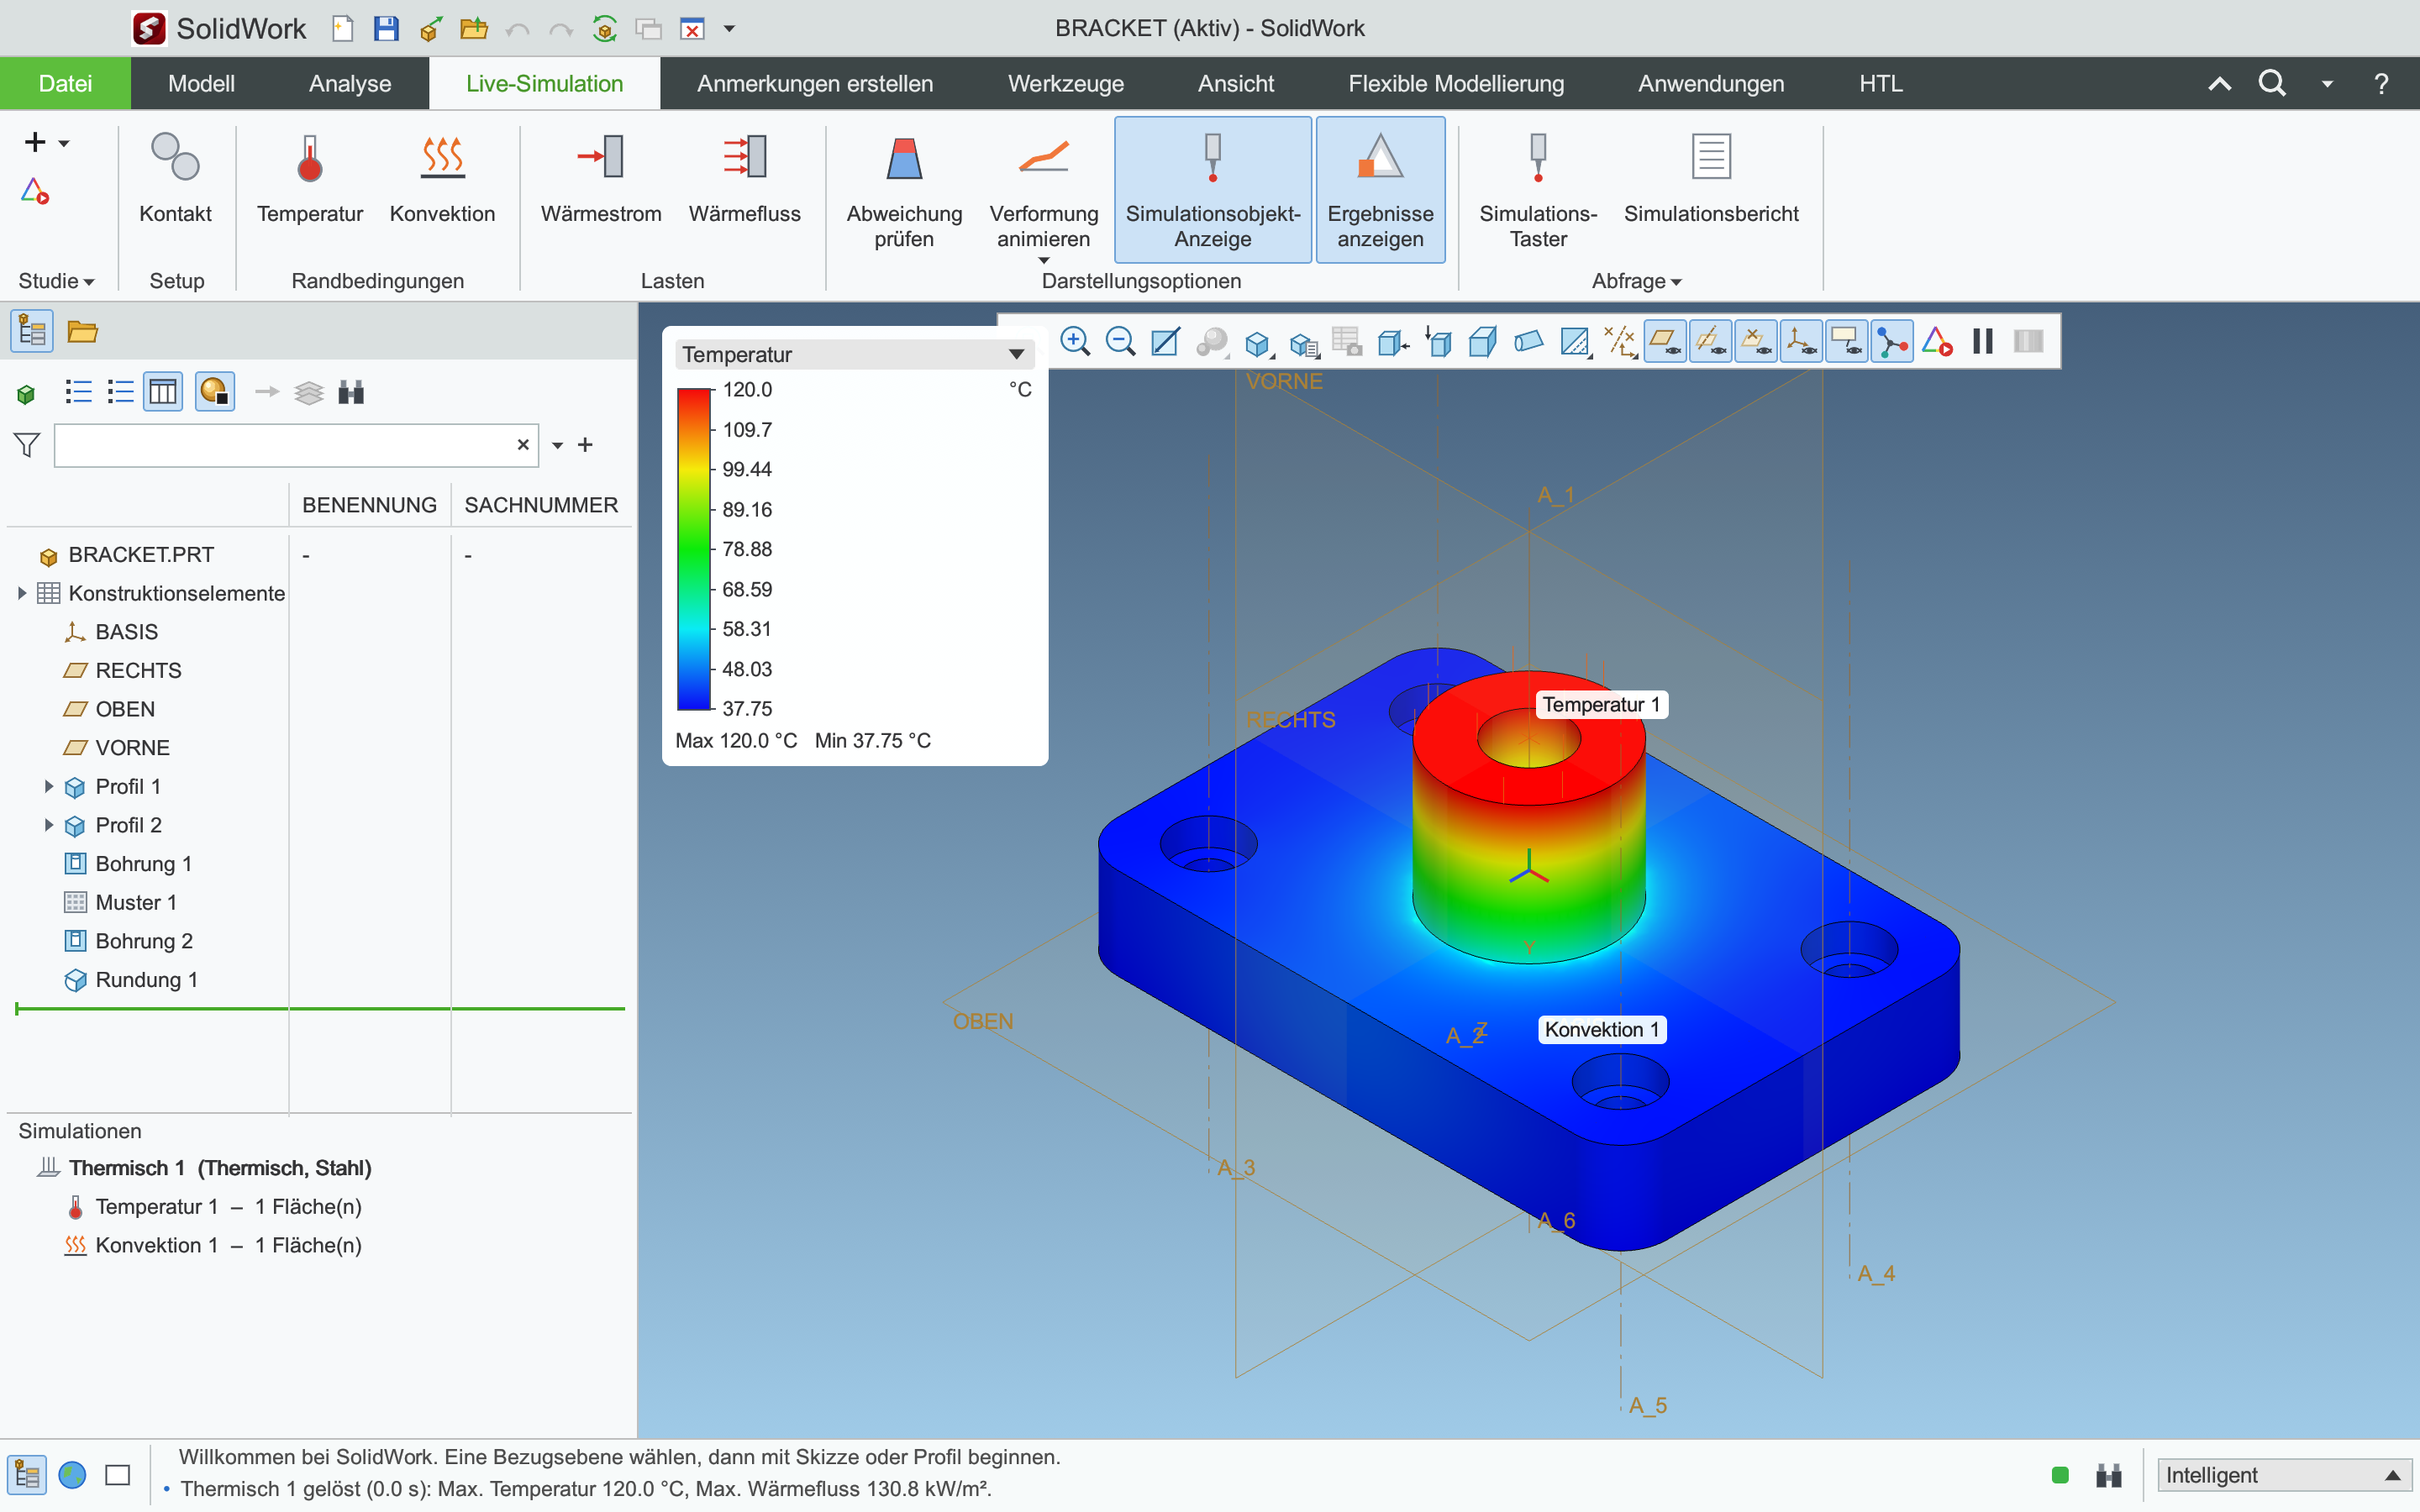 SolidWork
BRACKET (Aktiv) - SolidWork
Datei Modell Analyse Live-Simulation Anmerkungen erstellen Werkzeuge Ansicht Flexible Modellierung Anwendungen HTL ?
Kontakt Temperatur Konvektion Wärmestrom Wärmefluss Abweichung prüfen Verformung animieren Simulationsobjekt-Anzeige Ergebnisse anzeigen Simulations-Taster Simulationsbericht
Studie Setup Randbedingungen Lasten Darstellungsoptionen Abfrage
BENENNUNG SACHNUMMER
BRACKET.PRT - -
Konstruktionselemente
BASIS
RECHTS
OBEN
VORNE
Profil 1
Profil 2
Bohrung 1
Muster 1
Bohrung 2
Rundung 1
Simulationen
Thermisch 1 (Thermisch, Stahl)
Temperatur 1 – 1 Fläche(n)
Konvektion 1 – 1 Fläche(n)
Temperatur
120.0 °C
109.7
99.44
89.16
78.88
68.59
58.31
48.03
37.75
Max 120.0 °C Min 37.75 °C
VORNE
A_1
Temperatur 1
RECHTS
Y
OBEN
Konvektion 1
A_2
Z
A_3
A_6
A_4
A_5
Willkommen bei SolidWork. Eine Bezugsebene wählen, dann mit Skizze oder Profil beginnen.
• Thermisch 1 gelöst (0.0 s): Max. Temperatur 120.0 °C, Max. Wärmefluss 130.8 kW/m².
Intelligent